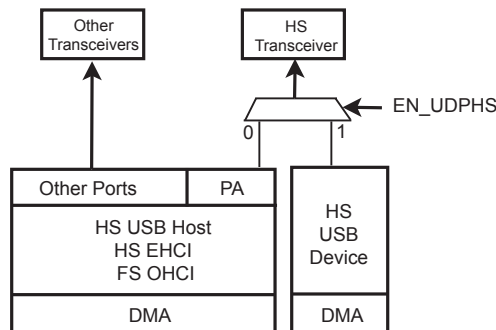 Other
Transceivers
HS
Transceiver
EN_UDPHS
0
1
Other Ports
PA
HS USB Host
HS EHCI
FS OHCI
DMA
HS
USB
Device
DMA